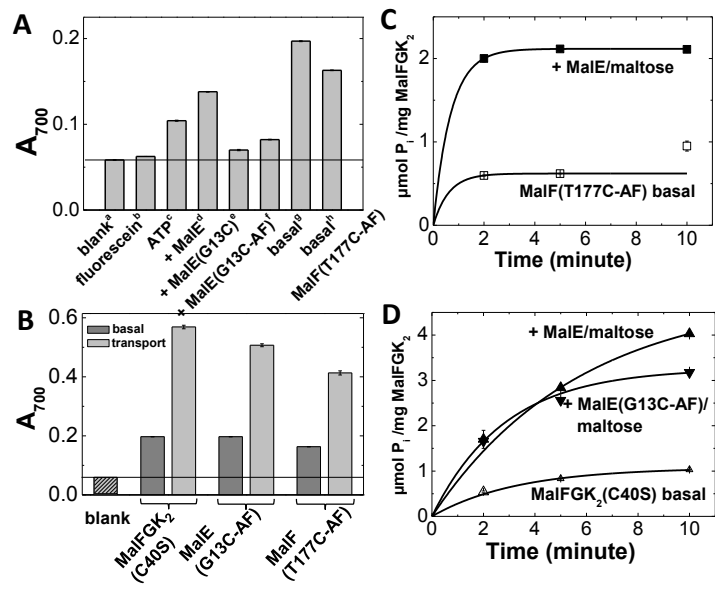 A
A₇₀₀
0.2
0.1
0.0
blankᵃ
fluoresceinᵇ
ATPᶜ
+ MalEᵈ
+ MalE(G13C)ᵉ
+ MalE(G13C-AF)ᶠ
basalᵍ
basalʰ
MalF(T177C-AF)
B
A₇₀₀
0.6
0.4
0.2
0.0
basal
transport
blank
MalFGK₂
(C40S)
MalE
(G13C-AF)
MalF
(T177C-AF)
C
μmol Pᵢ /mg MalFGK₂
2
1
0
+ MalE/maltose
MalF(T177C-AF) basal
0 2 4 6 8 10
Time (minute)
D
μmol Pᵢ /mg MalFGK₂
4
3
2
1
0
+ MalE/maltose
+ MalE(G13C-AF)/
maltose
MalFGK₂(C40S) basal
0 2 4 6 8 10
Time (minute)